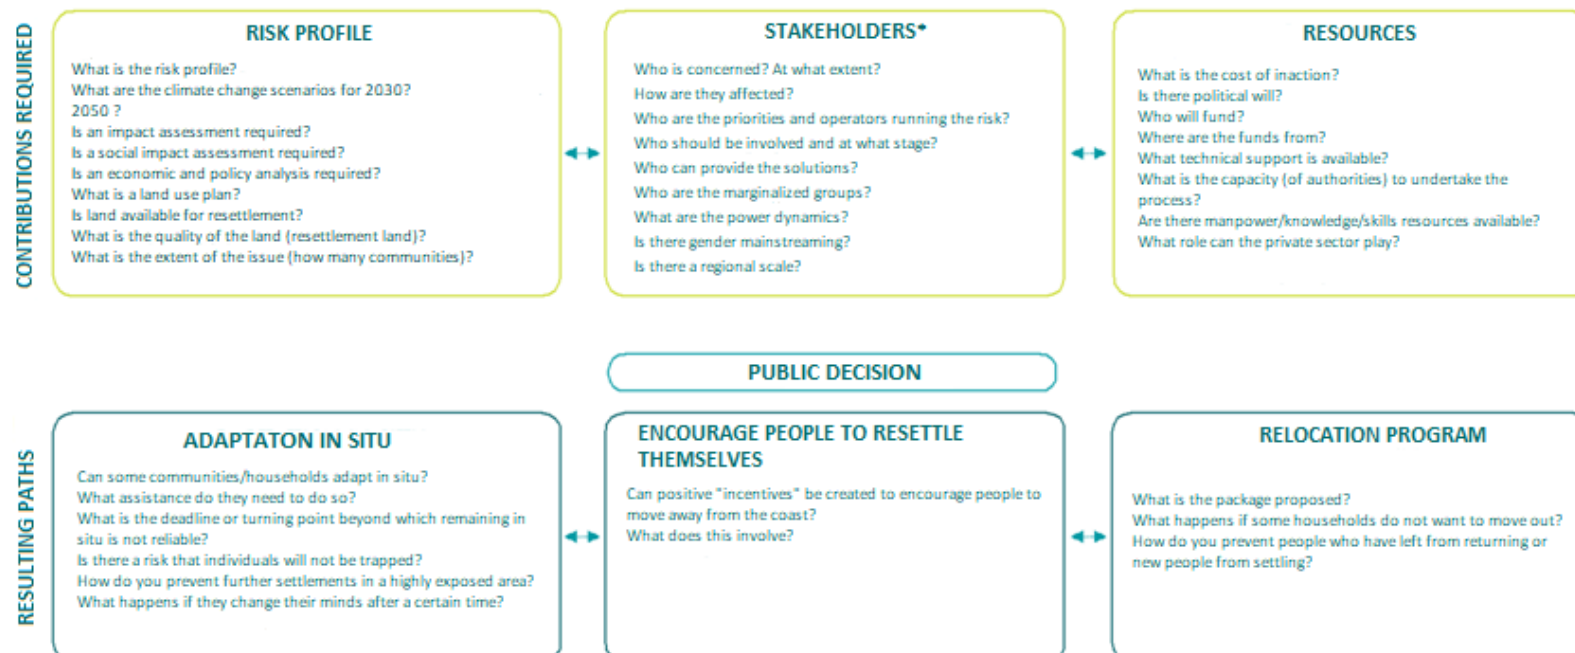 CONTRIBUTIONS REQUIRED
RISK PROFILE
What is the risk profile?
What are the climate change scenarios for 2030?
2050 ?
Is an impact assessment required?
Is a social impact assessment required?
Is an economic and policy analysis required?
What is a land use plan?
Is land available for resettlement?
What is the quality of the land (resettlement land)?
What is the extent of the issue (how many communities)?
STAKEHOLDERS*
Who is concerned? At what extent?
How are they affected?
Who are the priorities and operators running the risk?
Who should be involved and at what stage?
Who can provide the solutions?
Who are the marginalized groups?
What are the power dynamics?
Is there gender mainstreaming?
Is there a regional scale?
RESOURCES
What is the cost of inaction?
Is there political will?
Who will fund?
Where are the funds from?
What technical support is available?
What is the capacity (of authorities) to undertake the
process?
Are there manpower/knowledge/skills resources available?
What role can the private sector play?
PUBLIC DECISION
RESULTING PATHS
ADAPTATON IN SITU
Can some communities/households adapt in situ?
What assistance do they need to do so?
What is the deadline or turning point beyond which remaining in
situ is not reliable?
Is there a risk that individuals will not be trapped?
How do you prevent further settlements in a highly exposed area?
What happens if they change their minds after a certain time?
ENCOURAGE PEOPLE TO RESETTLE
THEMSELVES
Can positive "incentives" be created to encourage people to
move away from the coast?
What does this involve?
RELOCATION PROGRAM
What is the package proposed?
What happens if some households do not want to move out?
How do you prevent people who have left from returning or
new people from settling?